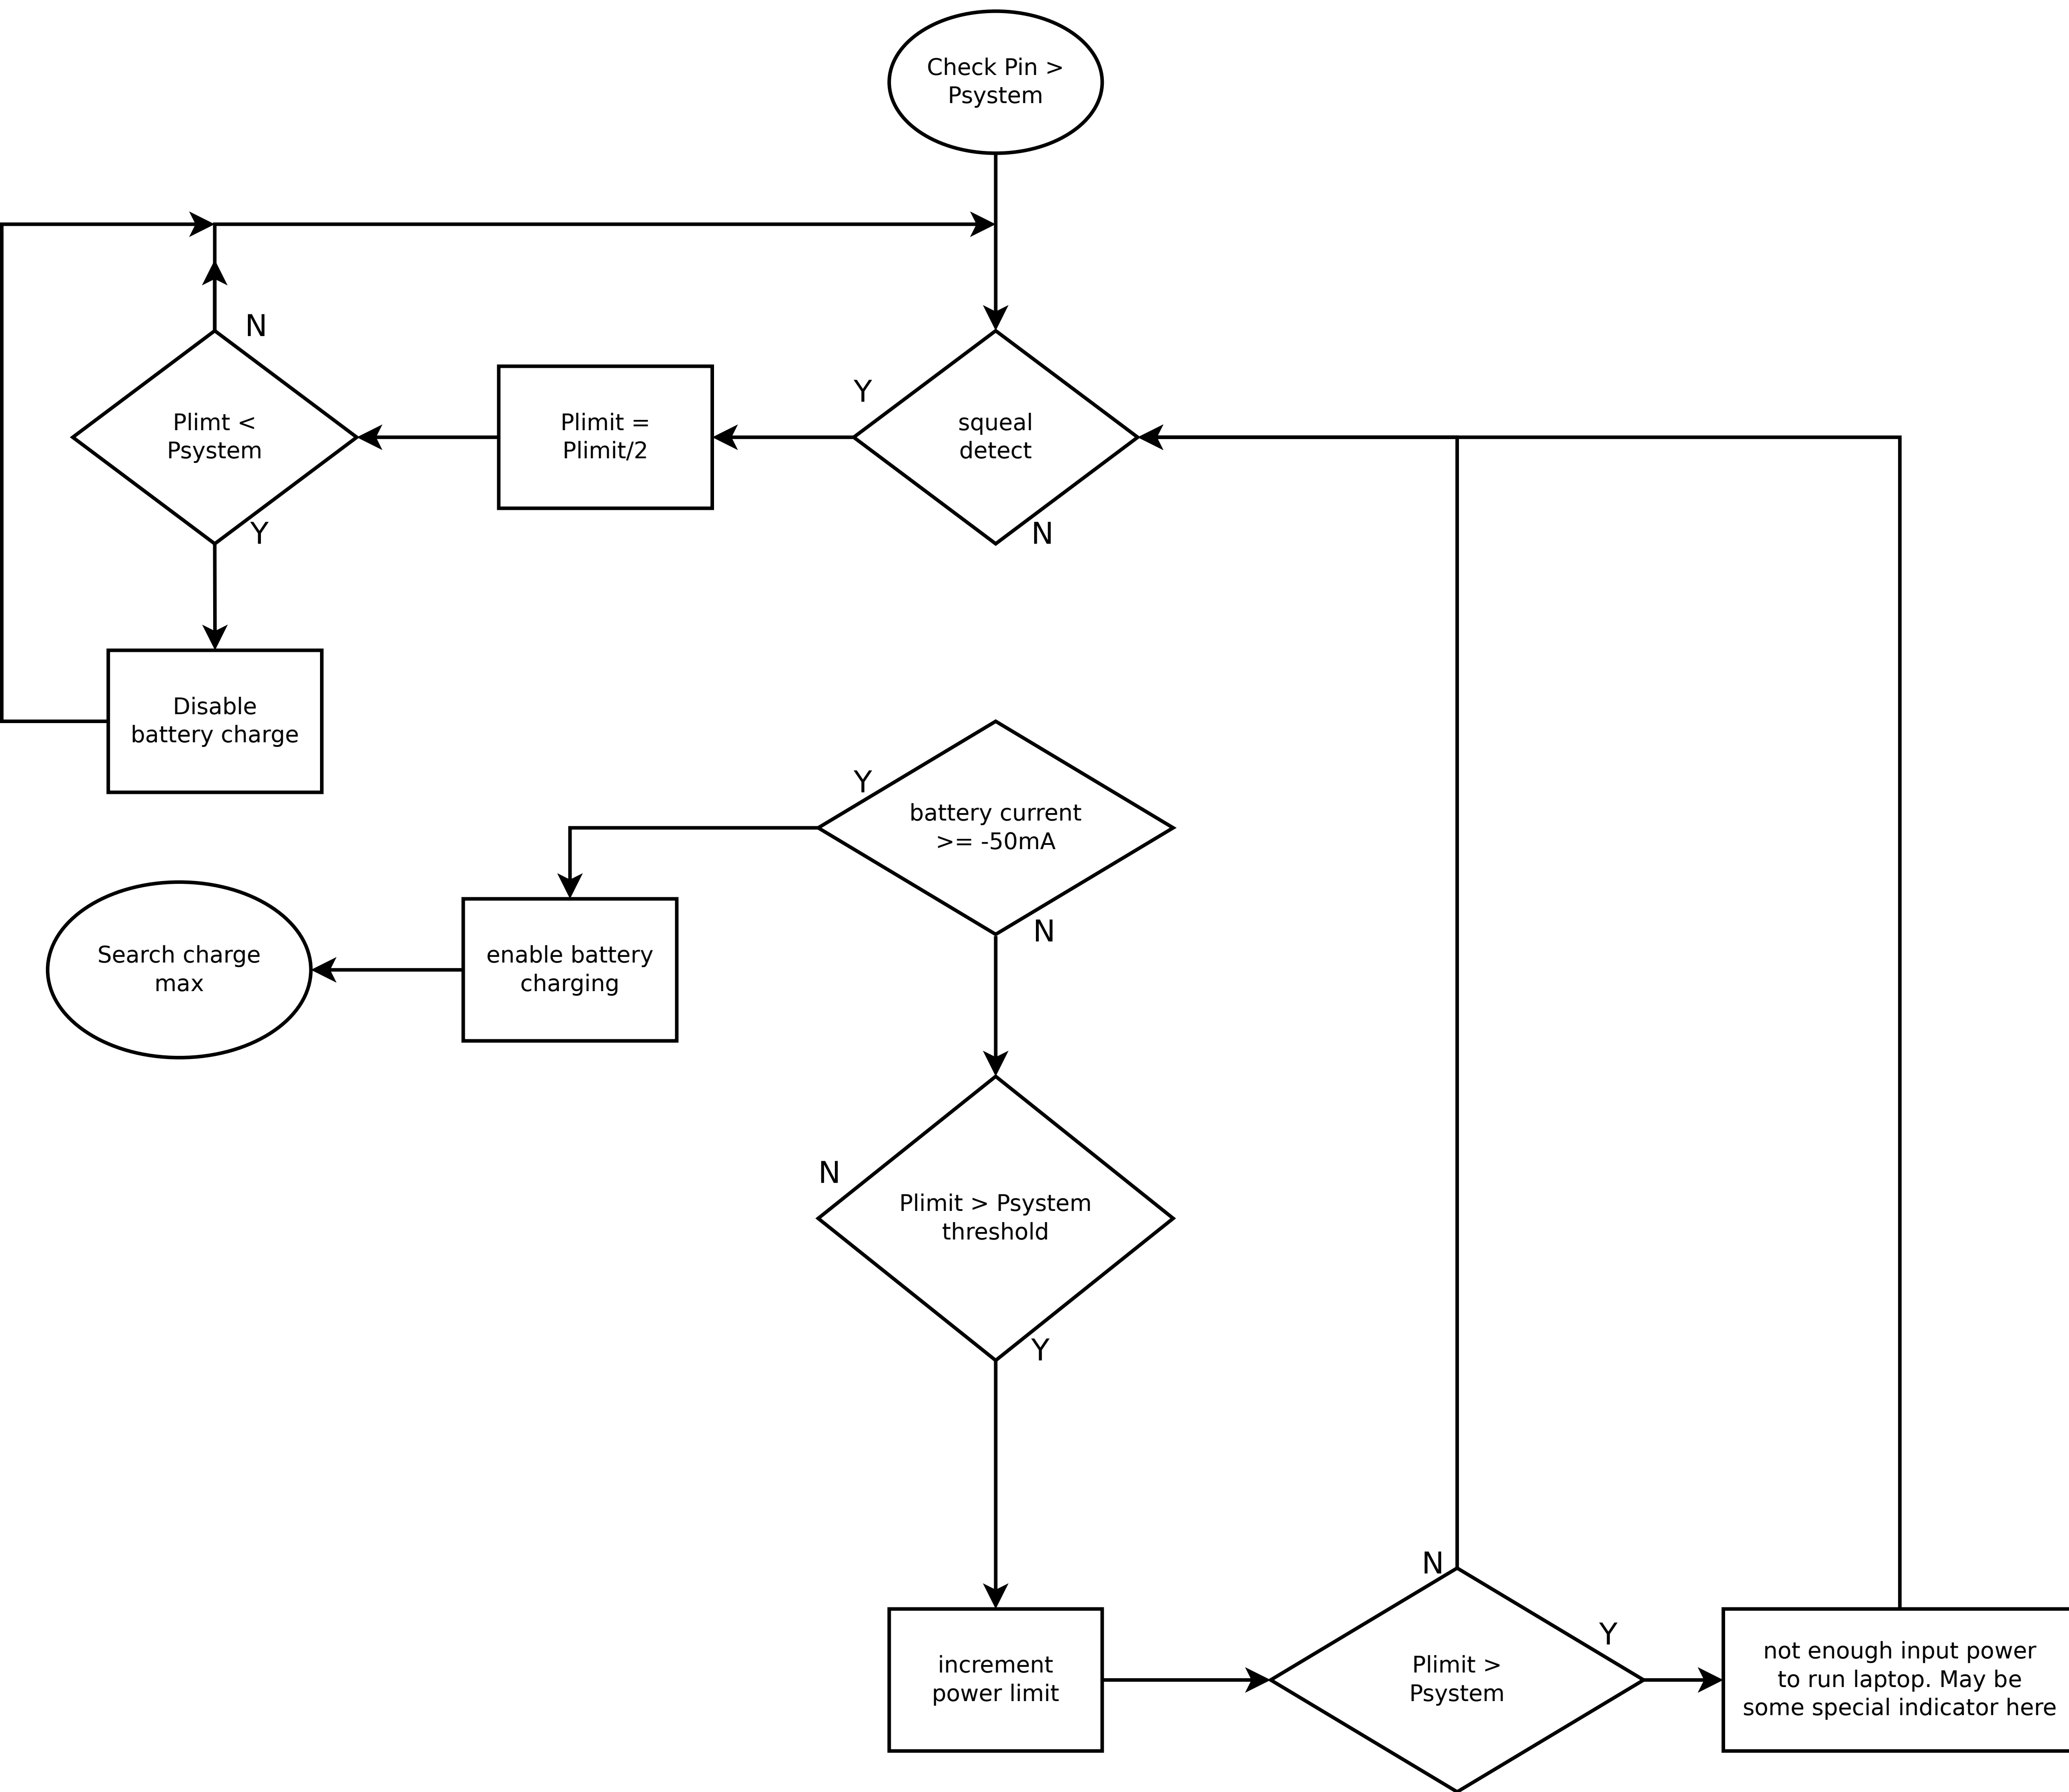 Check Pin >
Psystem
N
Y
Plimt <
Psystem
Plimit =
Plimit/2
squeal
detect
Y
N
Disable
battery charge
Y
battery current
>= -50mA
N
Search charge
max
enable battery
charging
N
Plimit > Psystem
threshold
Y
N
Y
increment
power limit
Plimit >
Psystem
not enough input power
to run laptop. May be
some special indicator here